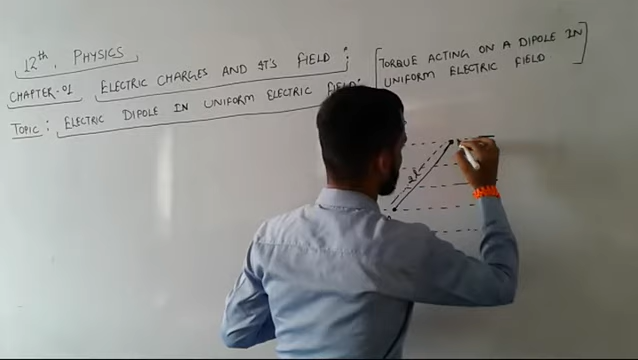 12th, PHYSICS
CHAPTER-01 ELECTRIC CHARGES AND IT'S FIELD :
TOPIC : ELECTRIC DIPOLE IN UNIFORM ELECTRIC FIELD:
[TORQUE ACTING ON A DIPOLE IN
UNIFORM ELECTRIC FIELD.]
2l